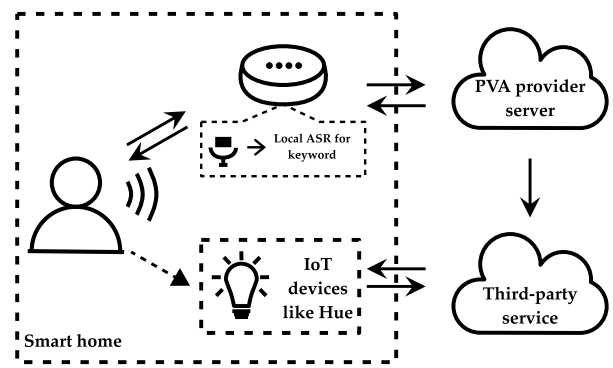 PVA provider
server
Local ASR for
keyword
IoT
devices
like Hue
Third-party
service
Smart home